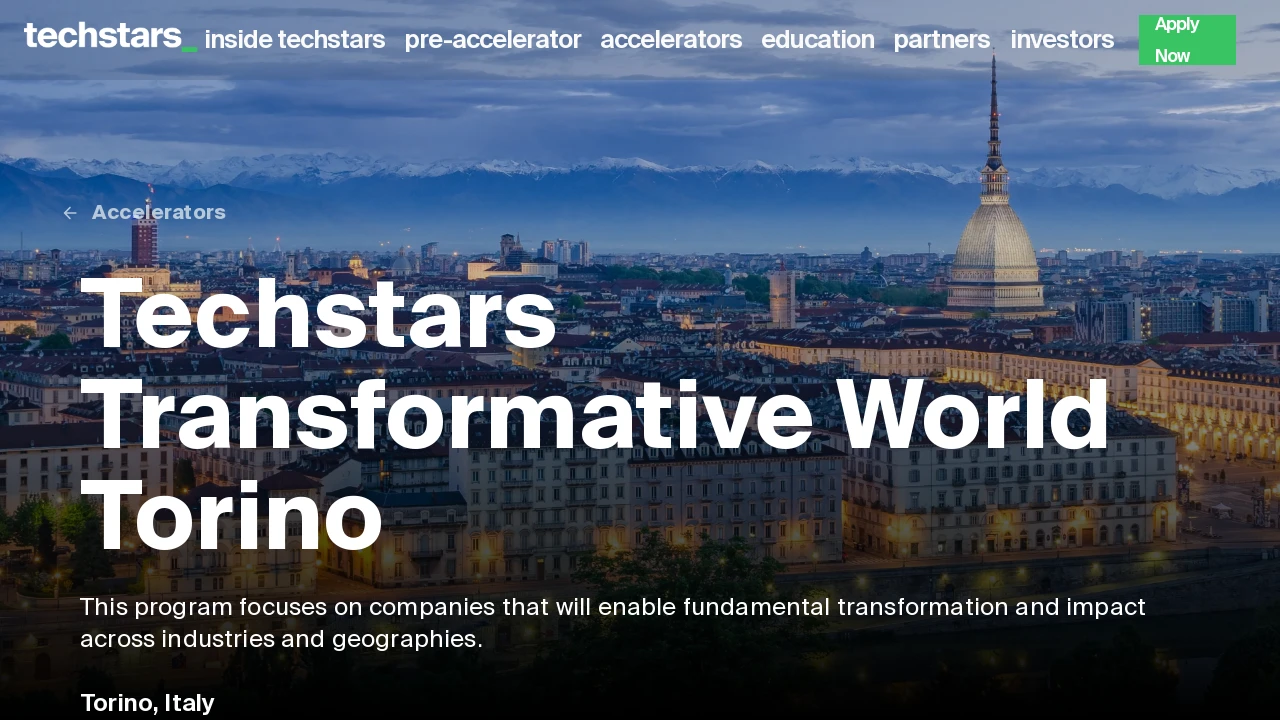 techstars_
inside techstars pre-accelerator accelerators education partners investors
Apply
Now
← Accelerators
Techstars
Transformative World
Torino
This program focuses on companies that will enable fundamental transformation and impact
across industries and geographies.
Torino, Italy